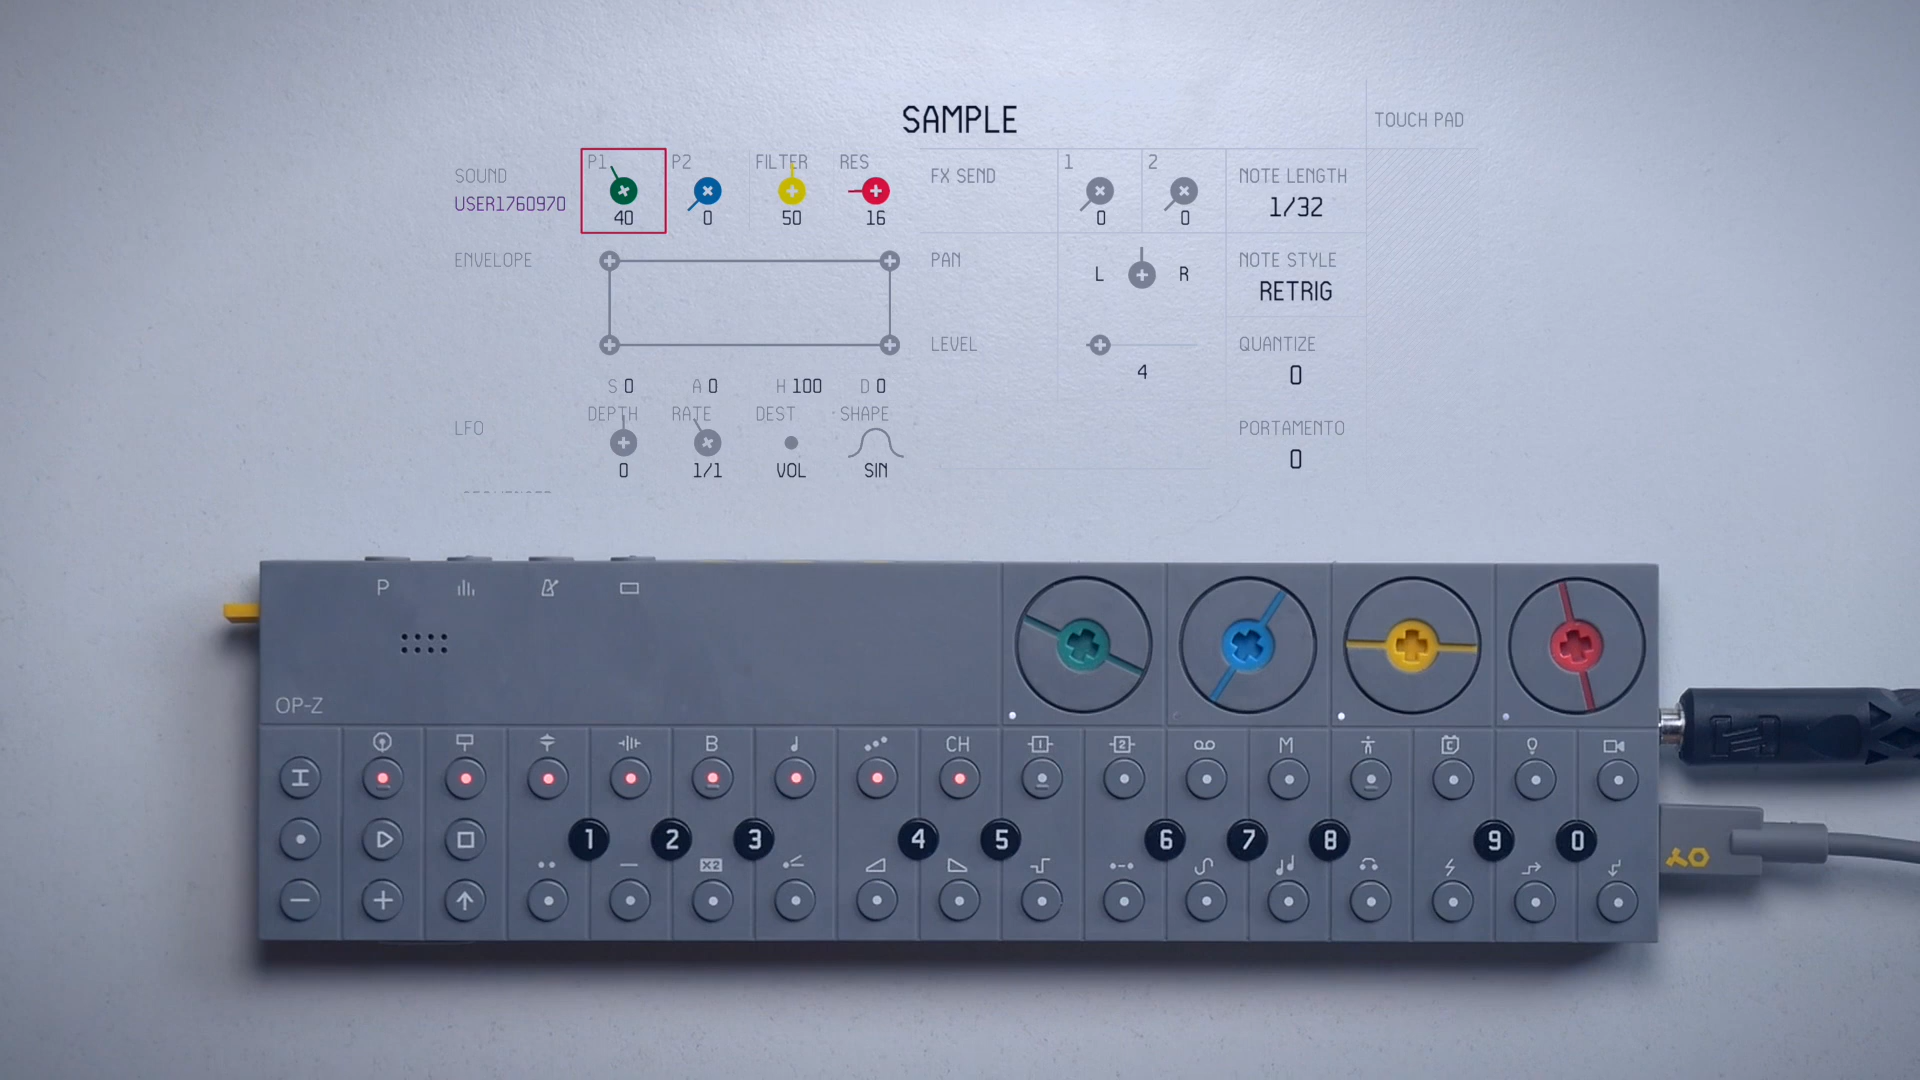 SAMPLE
TOUCH PAD
SOUND
USER1760970
P1
40
P2
0
FILTER
50
RES
16
FX SEND
1
0
2
0
NOTE LENGTH
1/32
ENVELOPE
S 0
A 0
H 100
D 0
PAN
L
R
NOTE STYLE
RETRIG
LEVEL
4
QUANTIZE
0
LFO
DEPTH
0
RATE
1/1
DEST
VOL
SHAPE
SIN
PORTAMENTO
0
P
OP-Z
B
CH
1
2
M
C
1
2
3
4
5
6
7
8
9
0
X2